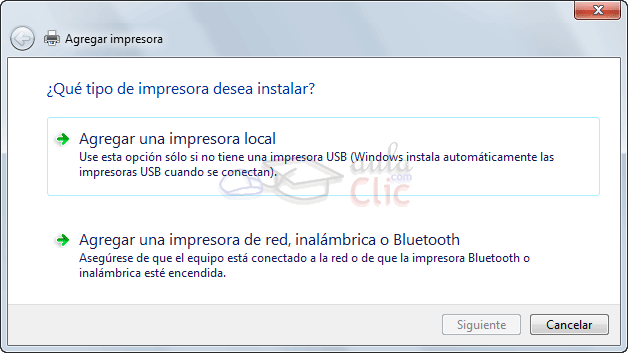 Agregar impresora
¿Qué tipo de impresora desea instalar?
Agregar una impresora local
Use esta opción sólo si no tiene una impresora USB (Windows instala automáticamente las
impresoras USB cuando se conectan).
aula
.com
Clic
Agregar una impresora de red, inalámbrica o Bluetooth
Asegúrese de que el equipo está conectado a la red o de que la impresora Bluetooth o
inalámbrica esté encendida.
Siguiente
Cancelar